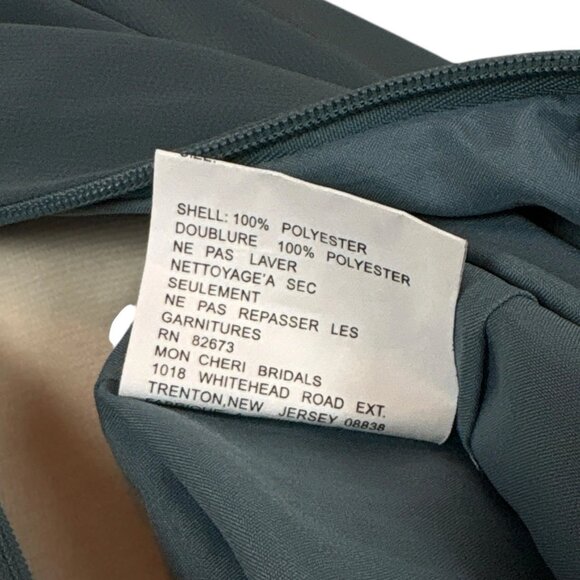 SHELL: 100% POLYESTER
DOUBLURE 100% POLYESTER
NE PAS LAVER
NETTOYAGE'A SEC
SEULEMENT
NE PAS REPASSER LES
GARNITURES
RN 82673
MON CHERI BRIDALS
1018 WHITEHEAD ROAD EXT.
TRENTON,NEW JERSEY 08838